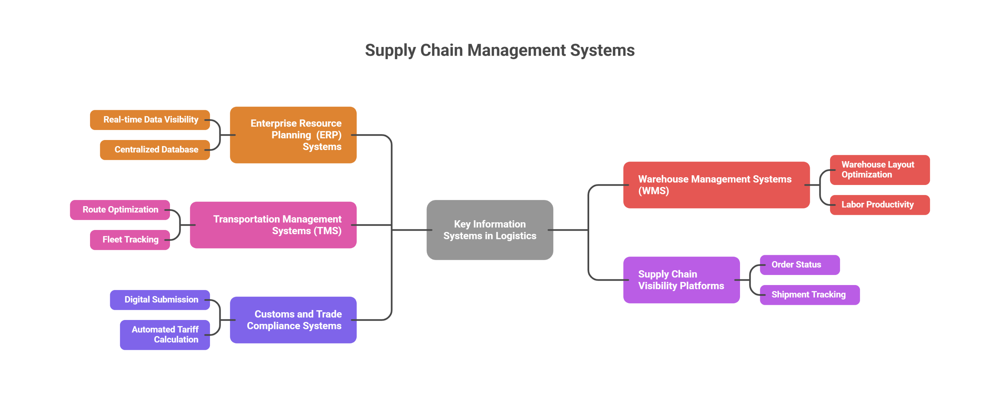 Supply Chain Management Systems
Real-time Data Visibility
Centralized Database
Enterprise Resource
Planning (ERP)
Systems
Route Optimization
Fleet Tracking
Transportation Management
Systems (TMS)
Digital Submission
Automated Tariff
Calculation
Customs and Trade
Compliance Systems
Key Information
Systems in Logistics
Warehouse Management Systems
(WMS)
Warehouse Layout
Optimization
Labor Productivity
Supply Chain
Visibility Platforms
Order Status
Shipment Tracking